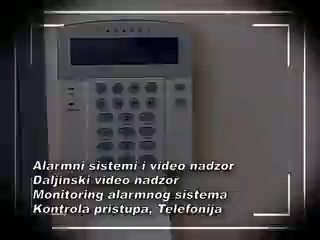 Alarmni sistemi i video nadzor
Daljinski video nadzor
Monitoring alarmnog sistema
Kontrola pristupa, Telefonija